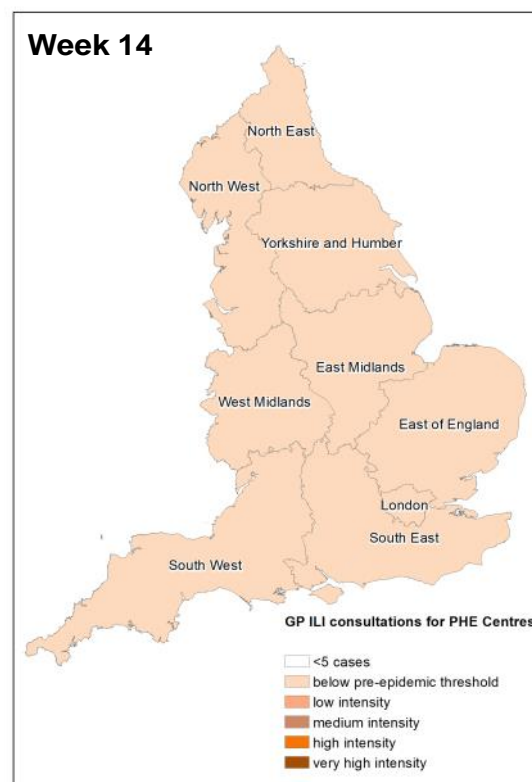 Week 14
North East
North West
Yorkshire and Humber
East Midlands
West Midlands
East of England
London
South East
South West
GP ILI consultations for PHE Centres
<5 cases
below pre-epidemic threshold
low intensity
medium intensity
high intensity
very high intensity